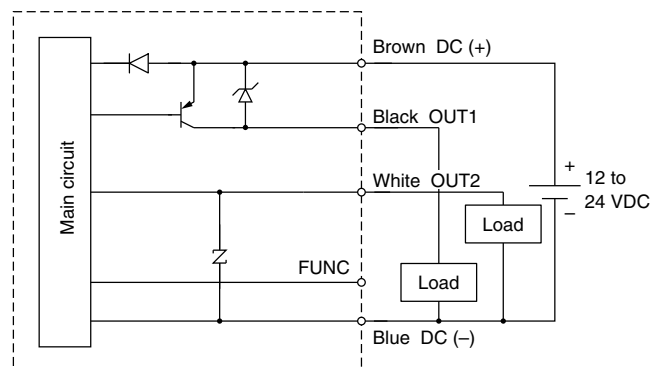 Main circuit
Brown DC (+)
Black OUT1
White OUT2
FUNC
Blue DC (–)
Load
Load
+
–
12 to
24 VDC